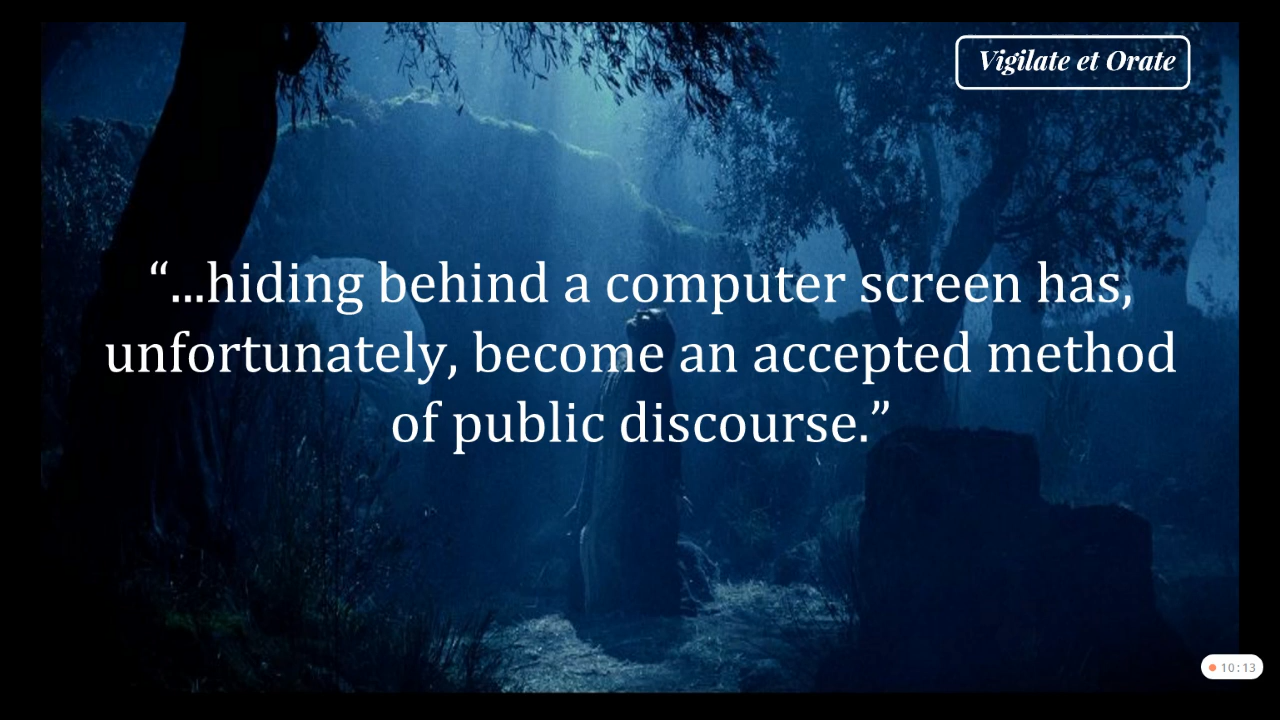 Vigilate et Orate
“...hiding behind a computer screen has,
unfortunately, become an accepted method
of public discourse.”
10:13